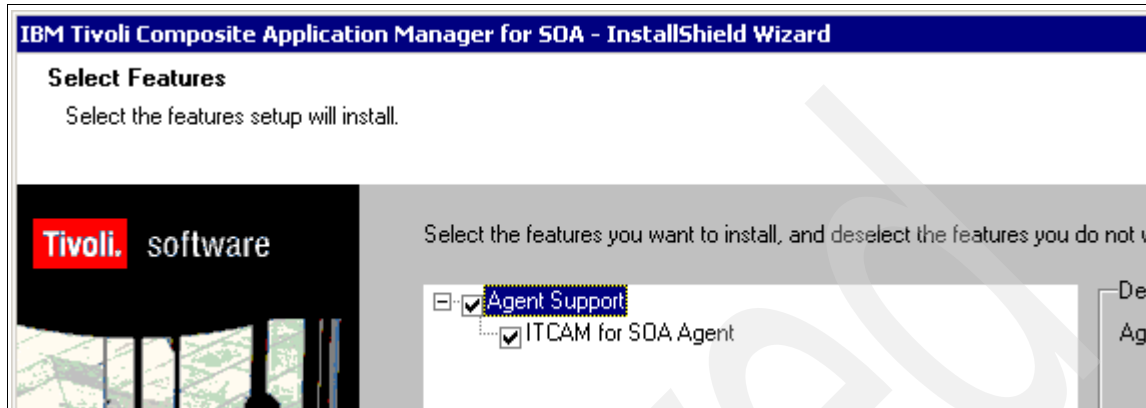 IBM Tivoli Composite Application Manager for SOA - InstallShield Wizard
Select Features
Select the features setup will install.
Tivoli. software
Select the features you want to install, and deselect the features you do not
Agent Support
ITCAM for SOA Agent